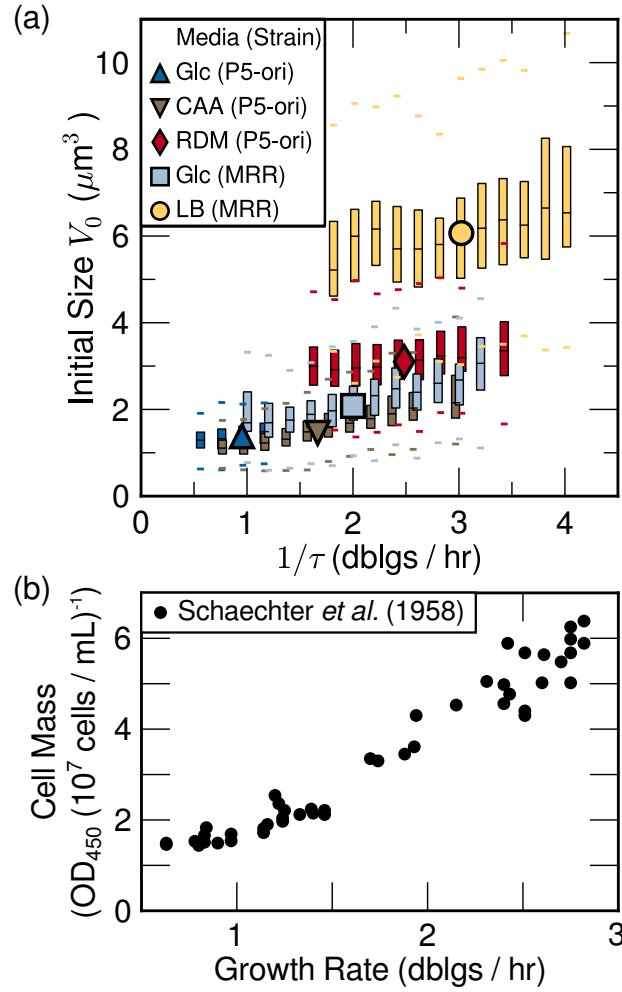 (a)
Media (Strain)
Glc (P5-ori)
CAA (P5-ori)
RDM (P5-ori)
Glc (MRR)
LB (MRR)
Initial Size V₀ (μm³)
10
8
6
4
2
0
0 1 2 3 4
1/τ (dblgs / hr)
(b)
Schaechter et al. (1958)
Cell Mass
(OD₄₅₀ (10⁷ cells / mL)⁻¹
6
4
2
0
1 2 3
Growth Rate (dblgs / hr)